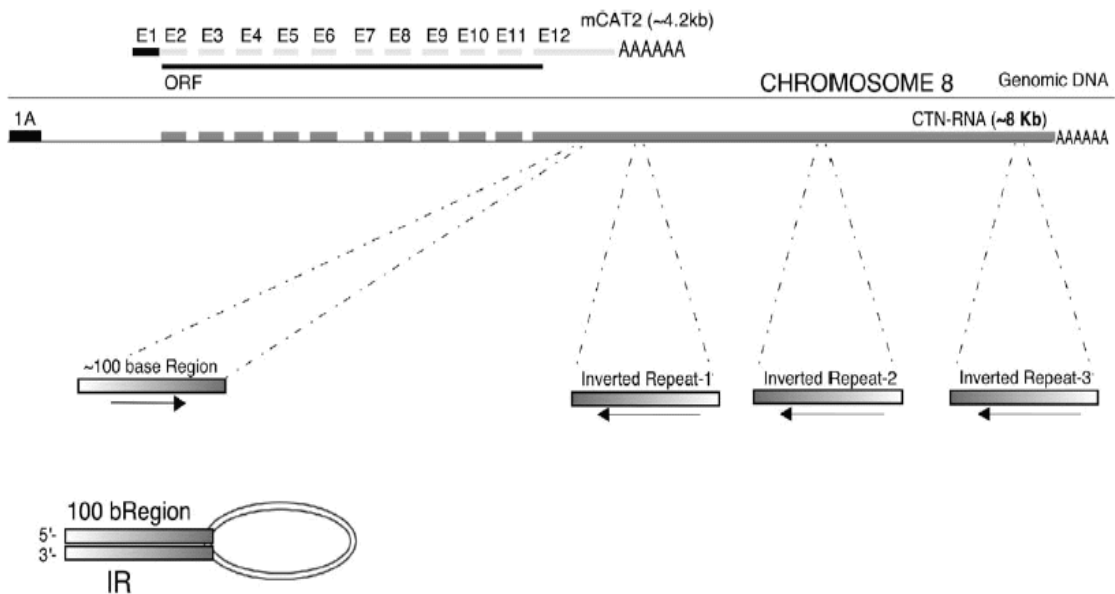 mCAT2 (~4.2kb)
E1 E2 E3 E4 E5 E6 E7 E8 E9 E10 E11 E12 AAAAAA
ORF
CHROMOSOME 8 Genomic DNA
1A CTN-RNA (~8 Kb) AAAAAA
~100 base Region Inverted Repeat-1 Inverted Repeat-2 Inverted Repeat-3
100 bRegion
5'-
3'-
IR